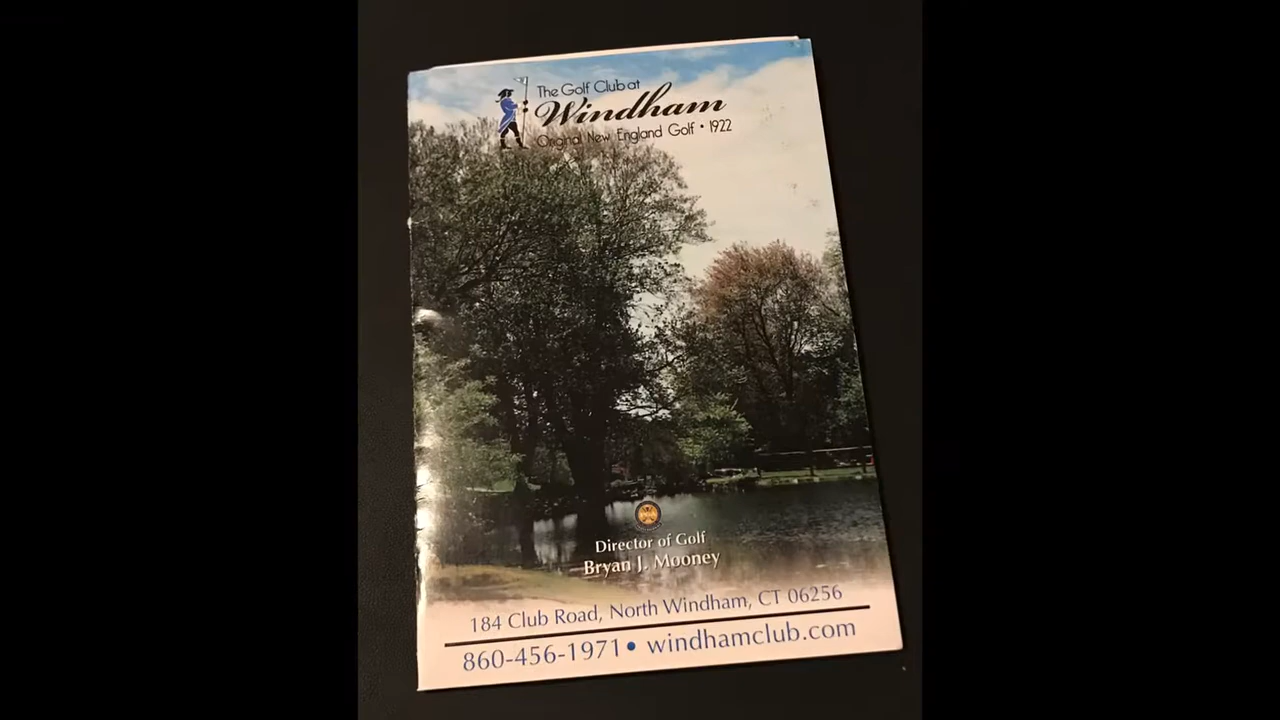 The Golf Club at
Windham
Original New England Golf • 1922
Director of Golf
Bryan J. Mooney
184 Club Road, North Windham, CT 06256
860-456-1971 • windhamclub.com